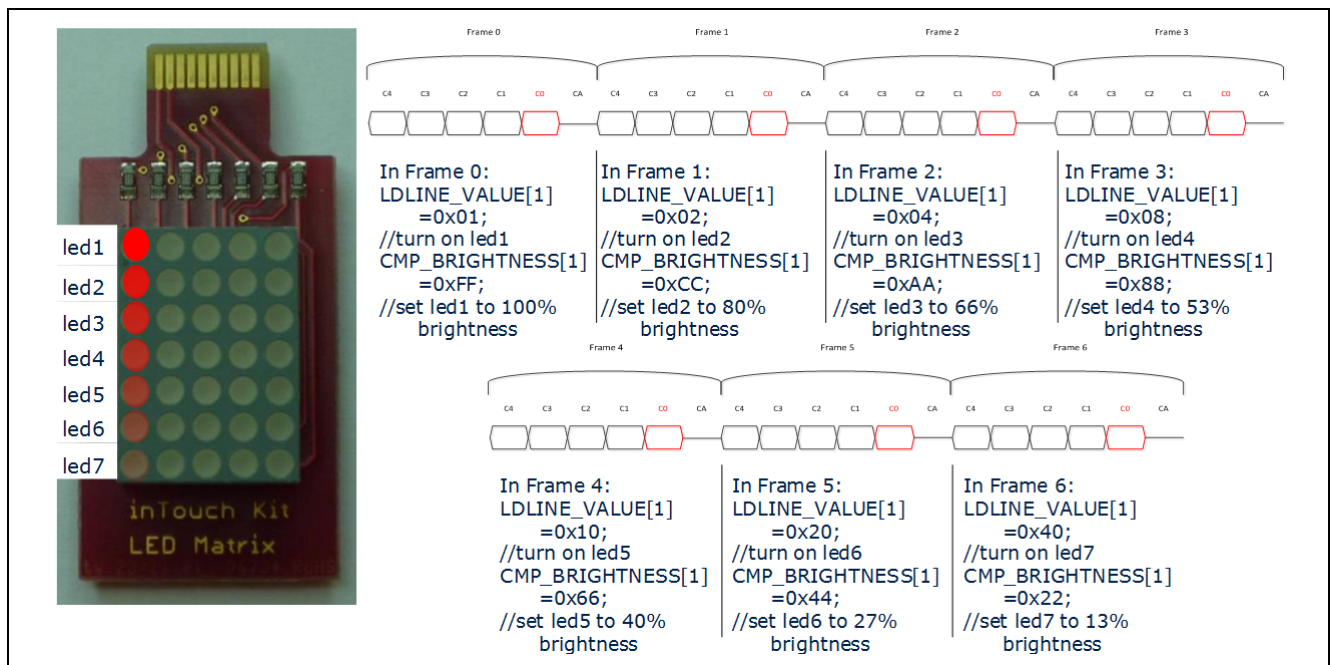 Frame 0
Frame 1
Frame 2
Frame 3
C4 C3 C2 C1 C0 CA
C4 C3 C2 C1 C0 CA
C4 C3 C2 C1 C0 CA
C4 C3 C2 C1 C0 CA
In Frame 0:
LDLINE_VALUE[1]
=0x01;
//turn on led1
CMP_BRIGHTNESS[1]
=0xFF;
//set led1 to 100%
brightness
In Frame 1:
LDLINE_VALUE[1]
=0x02;
//turn on led2
CMP_BRIGHTNESS[1]
=0xCC;
//set led2 to 80%
brightness
In Frame 2:
LDLINE_VALUE[1]
=0x04;
//turn on led3
CMP_BRIGHTNESS[1]
=0xAA;
//set led3 to 66%
brightness
In Frame 3:
LDLINE_VALUE[1]
=0x08;
//turn on led4
CMP_BRIGHTNESS[1]
=0x88;
//set led4 to 53%
brightness
led1
led2
led3
led4
led5
led6
led7
inTouch Kit
LED Matrix
Frame 4
Frame 5
Frame 6
C4 C3 C2 C1 C0 CA
C4 C3 C2 C1 C0 CA
C4 C3 C2 C1 C0 CA
In Frame 4:
LDLINE_VALUE[1]
=0x10;
//turn on led5
CMP_BRIGHTNESS[1]
=0x66;
//set led5 to 40%
brightness
In Frame 5:
LDLINE_VALUE[1]
=0x20;
//turn on led6
CMP_BRIGHTNESS[1]
=0x44;
//set led6 to 27%
brightness
In Frame 6:
LDLINE_VALUE[1]
=0x40;
//turn on led7
CMP_BRIGHTNESS[1]
=0x22;
//set led7 to 13%
brightness